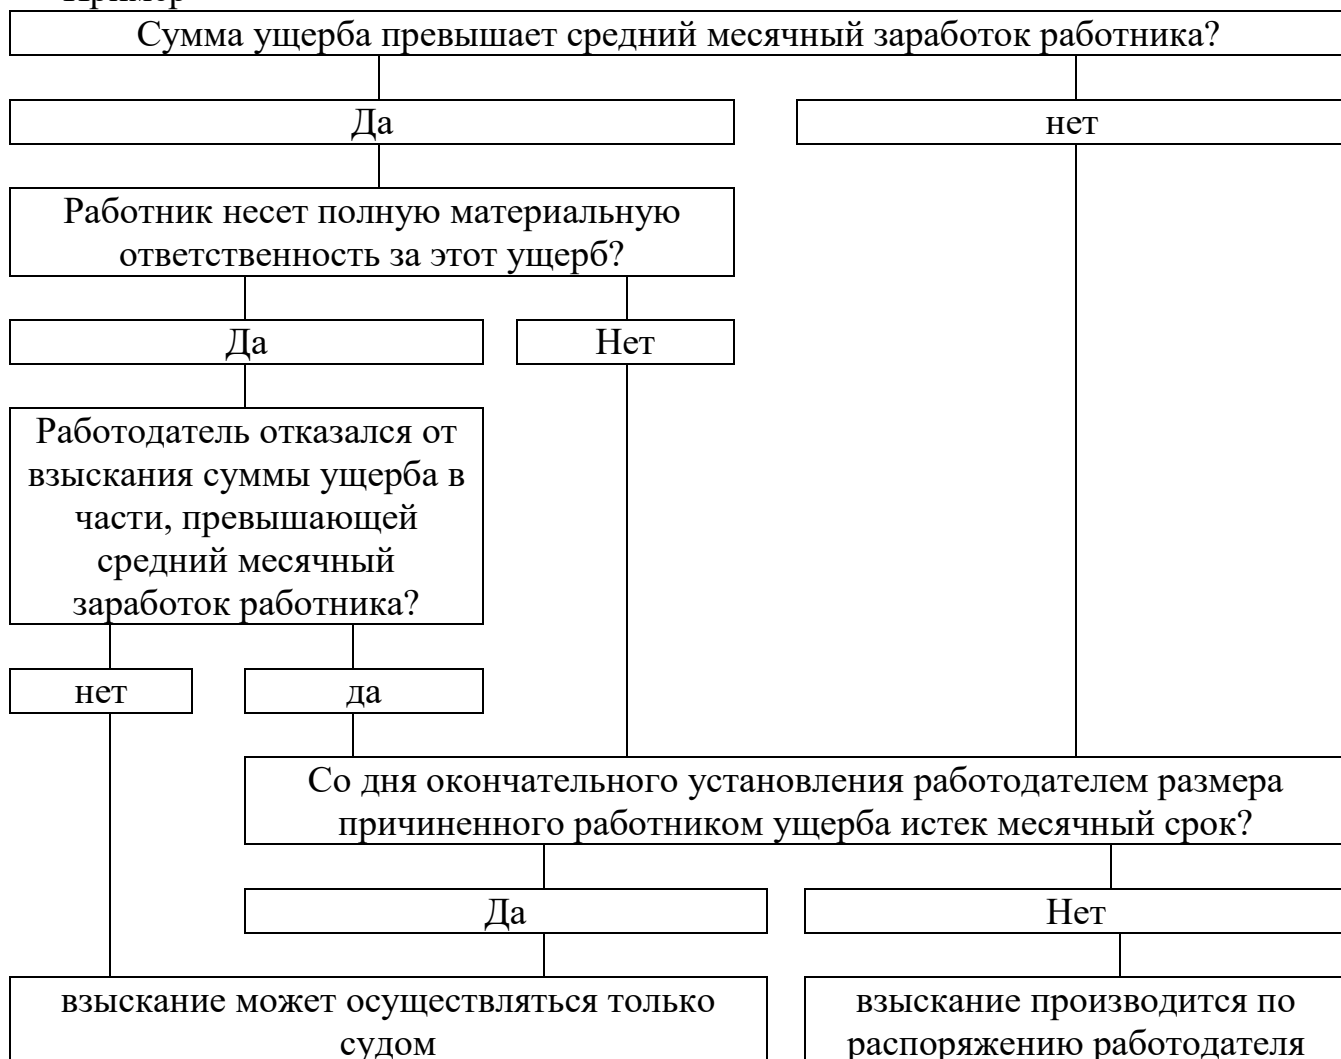 Пример
Сумма ущерба превышает средний месячный заработок работника?
Да
нет
Работник несет полную материальную
ответственность за этот ущерб?
Да
Нет
Работодатель отказался от
взыскания суммы ущерба в
части, превышающей
средний месячный
заработок работника?
нет
да
Со дня окончательного установления работодателем размера
причиненного работником ущерба истек месячный срок?
Да
Нет
взыскание может осуществляться только
судом
взыскание производится по
распоряжению работодателя